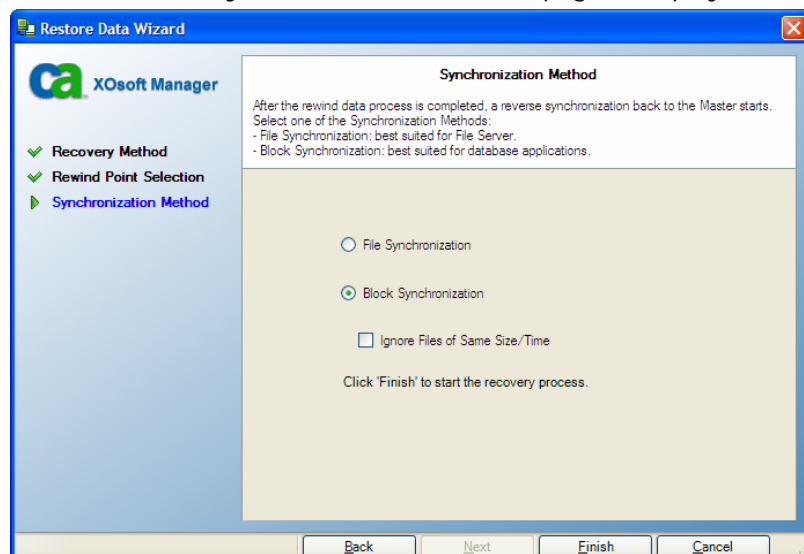 Restore Data Wizard
ca XOsoft Manager
Recovery Method
Rewind Point Selection
Synchronization Method
Synchronization Method
After the rewind data process is completed, a reverse synchronization back to the Master starts.
Select one of the Synchronization Methods:
- File Synchronization: best suited for File Server.
- Block Synchronization: best suited for database applications.
File Synchronization
Block Synchronization
Ignore Files of Same Size/Time
Click 'Finish' to start the recovery process.
Back Next Finish Cancel